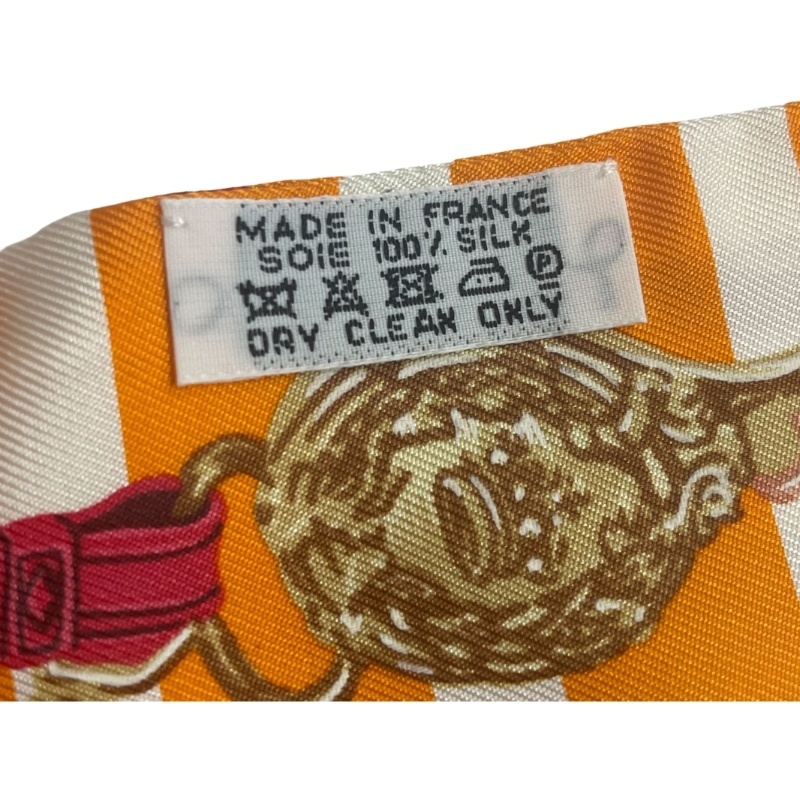 MADE IN FRANCE
SOIE 100% SILK
P
DRY CLEAN ONLY